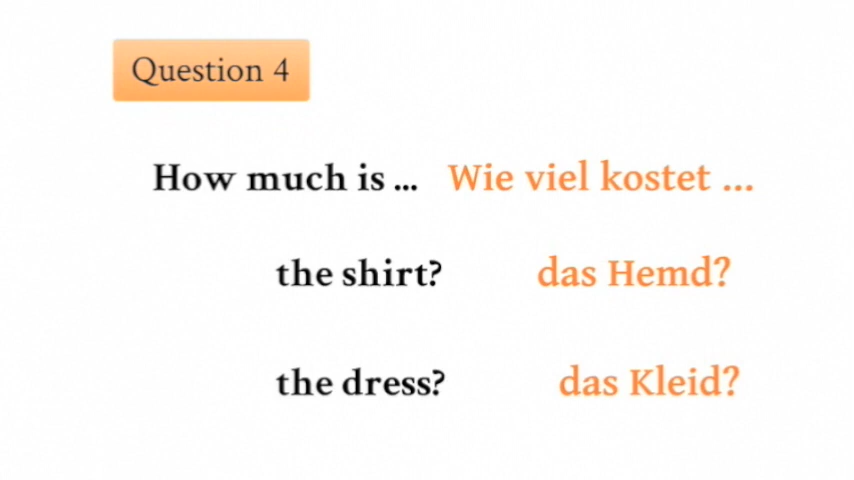 Question 4
How much is ... Wie viel kostet ...
the shirt? das Hemd?
the dress? das Kleid?